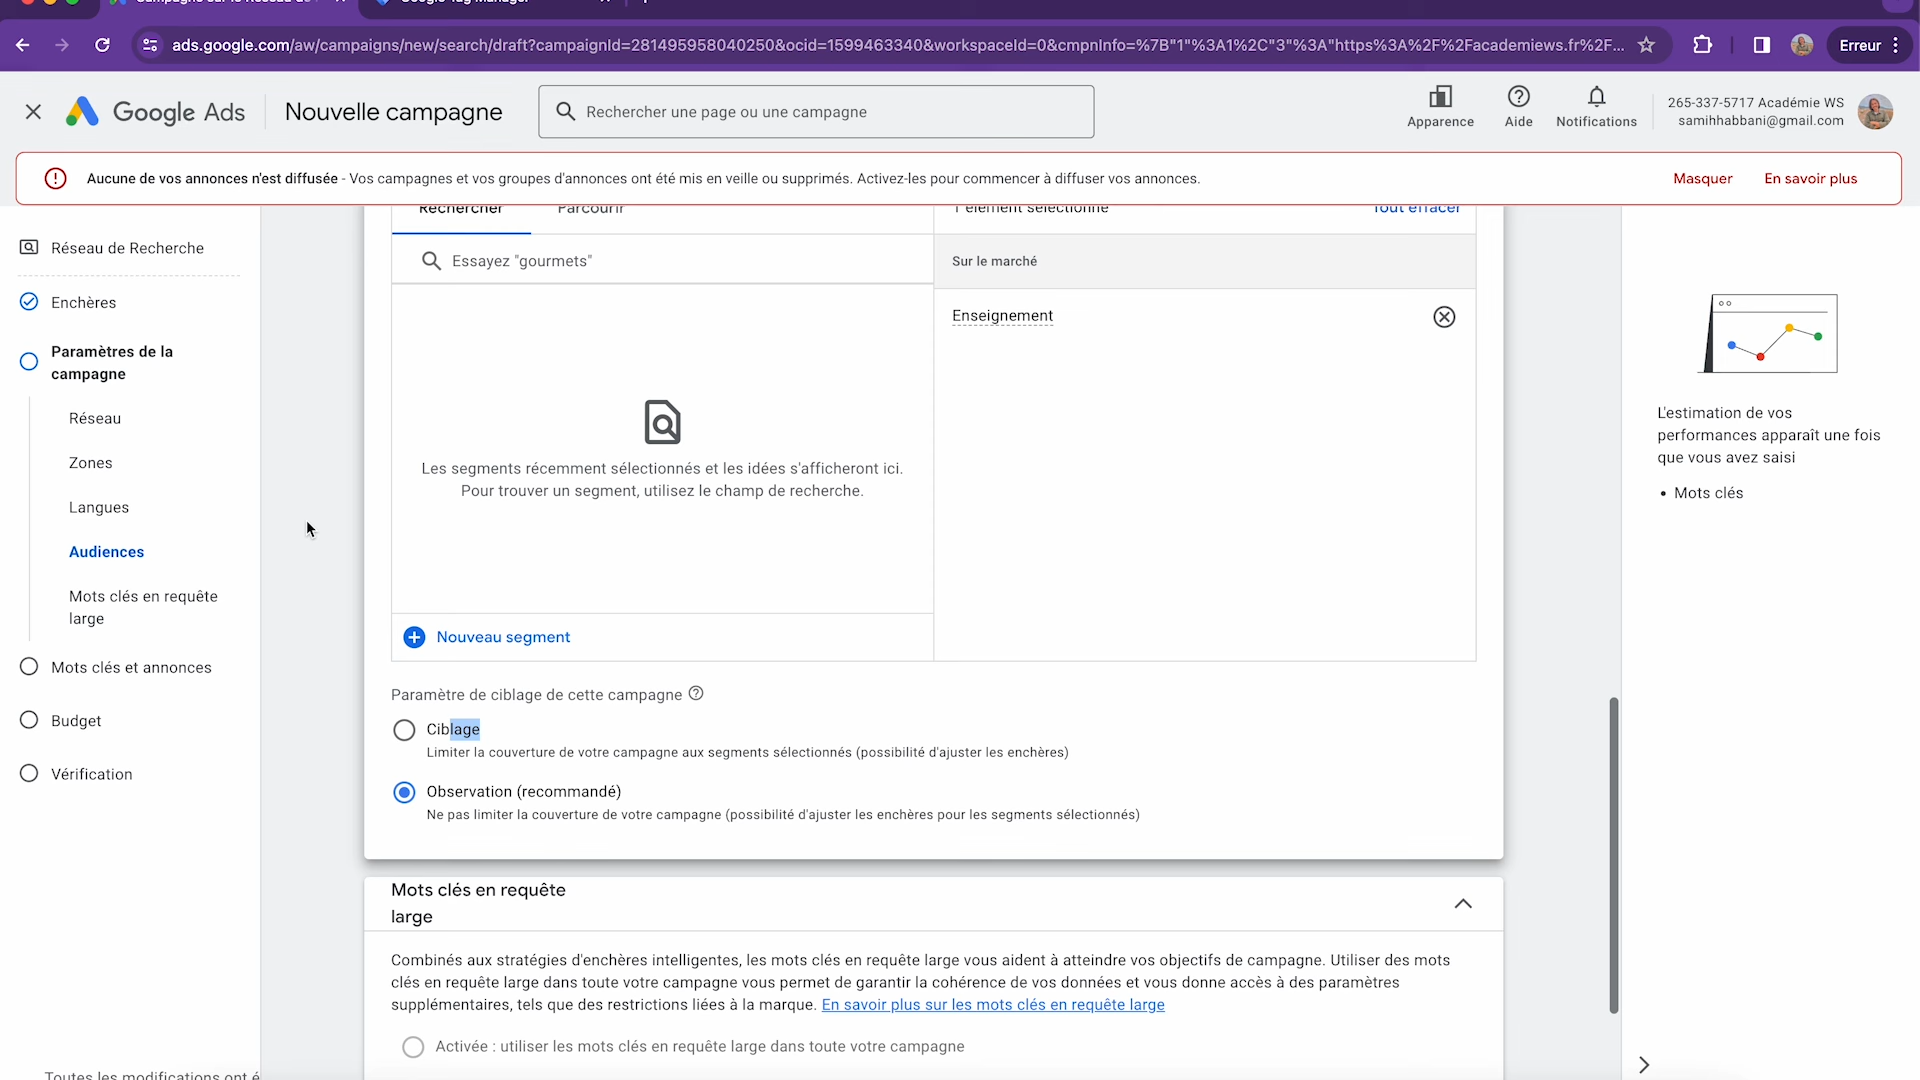 Google Tag Manager
ads.google.com/aw/campaigns/new/search/draft?campaignId=281495958040250&ocid=1599463340&workspaceId=0&cmpnInfo=%7B"1"%3A1%2C"3"%3A"https%3A%2F%2Facademiews.fr%2F...
Erreur
Google Ads
Nouvelle campagne
Rechercher une page ou une campagne
Apparence
Aide
Notifications
265-337-5717 Académie WS
samihhabbani@gmail.com
Aucune de vos annonces n'est diffusée - Vos campagnes et vos groupes d'annonces ont été mis en veille ou supprimés. Activez-les pour commencer à diffuser vos annonces.
Masquer
En savoir plus
Rechercher
Parcourir
1 élément sélectionné
Tout effacer
Réseau de Recherche
Enchères
Paramètres de la
campagne
Réseau
Zones
Langues
Audiences
Mots clés en requête
large
Mots clés et annonces
Budget
Vérification
Essayez "gourmets"
Sur le marché
Enseignement
Les segments récemment sélectionnés et les idées s'afficheront ici.
Pour trouver un segment, utilisez le champ de recherche.
Nouveau segment
Paramètre de ciblage de cette campagne
Ciblage
Limiter la couverture de votre campagne aux segments sélectionnés (possibilité d'ajuster les enchères)
Observation (recommandé)
Ne pas limiter la couverture de votre campagne (possibilité d'ajuster les enchères pour les segments sélectionnés)
Mots clés en requête
large
Combinés aux stratégies d'enchères intelligentes, les mots clés en requête large vous aident à atteindre vos objectifs de campagne. Utiliser des mots
clés en requête large dans toute votre campagne vous permet de garantir la cohérence de vos données et vous donne accès à des paramètres
supplémentaires, tels que des restrictions liées à la marque. En savoir plus sur les mots clés en requête large
Activée : utiliser les mots clés en requête large dans toute votre campagne
L'estimation de vos
performances apparaît une fois
que vous avez saisi
• Mots clés
Toutes les modifications ont é